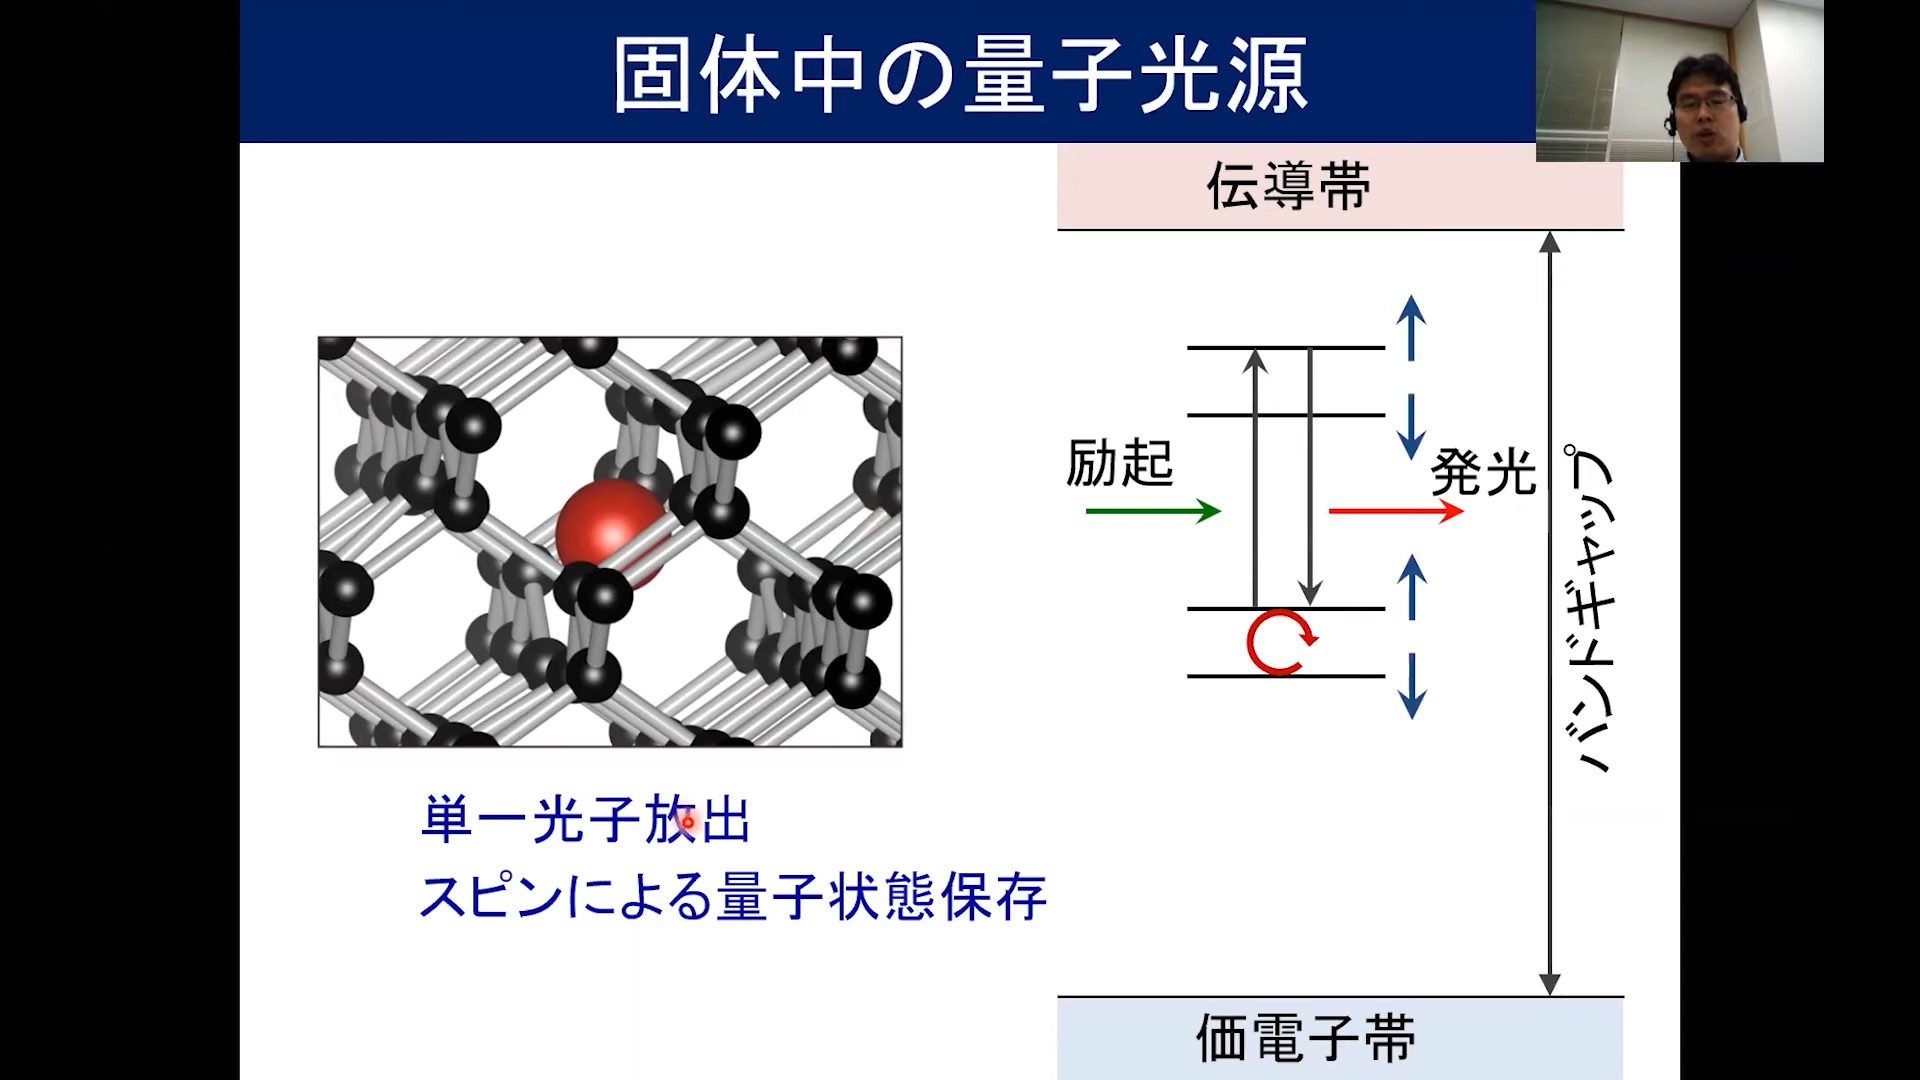 固体中の量子光源
伝導帯
励起
発光
バンドギャップ
単一光子放出
スピンによる量子状態保存
価電子帯